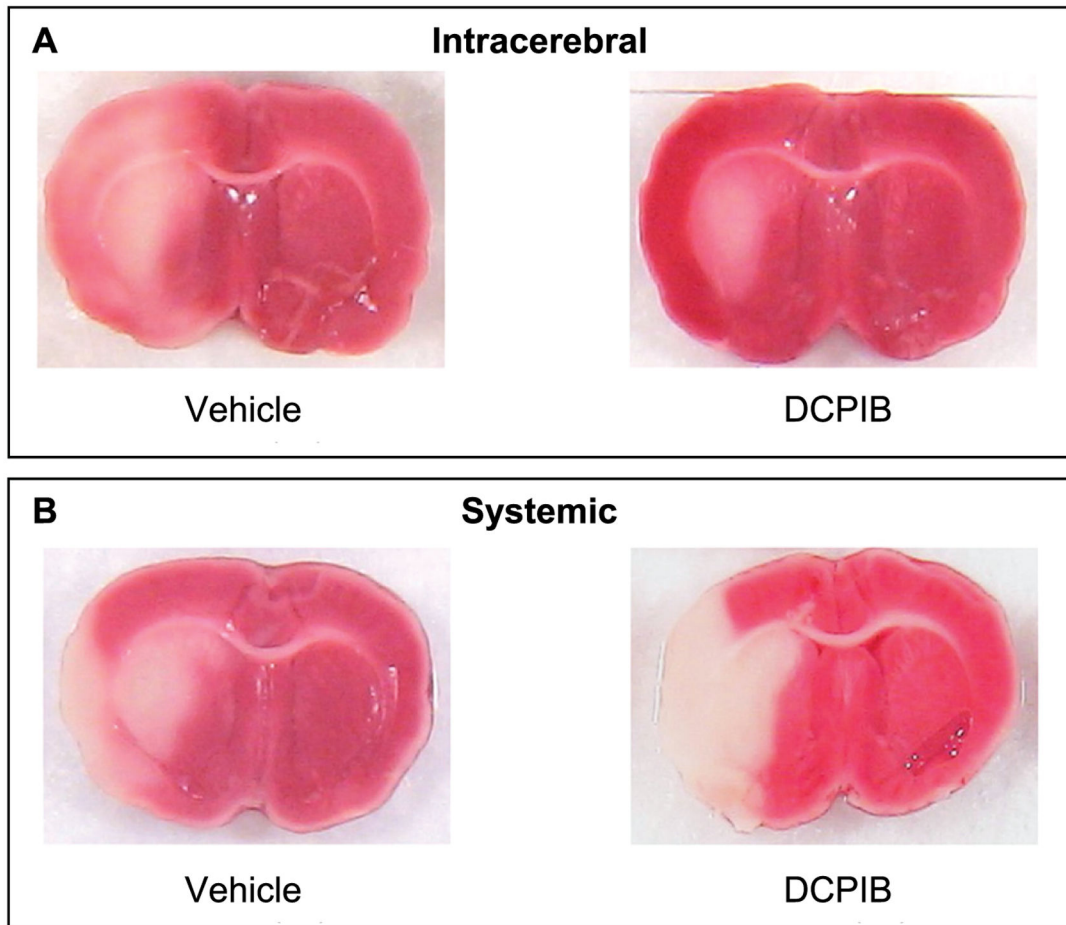 A
Intracerebral
Vehicle
DCPIB
B
Systemic
Vehicle
DCPIB